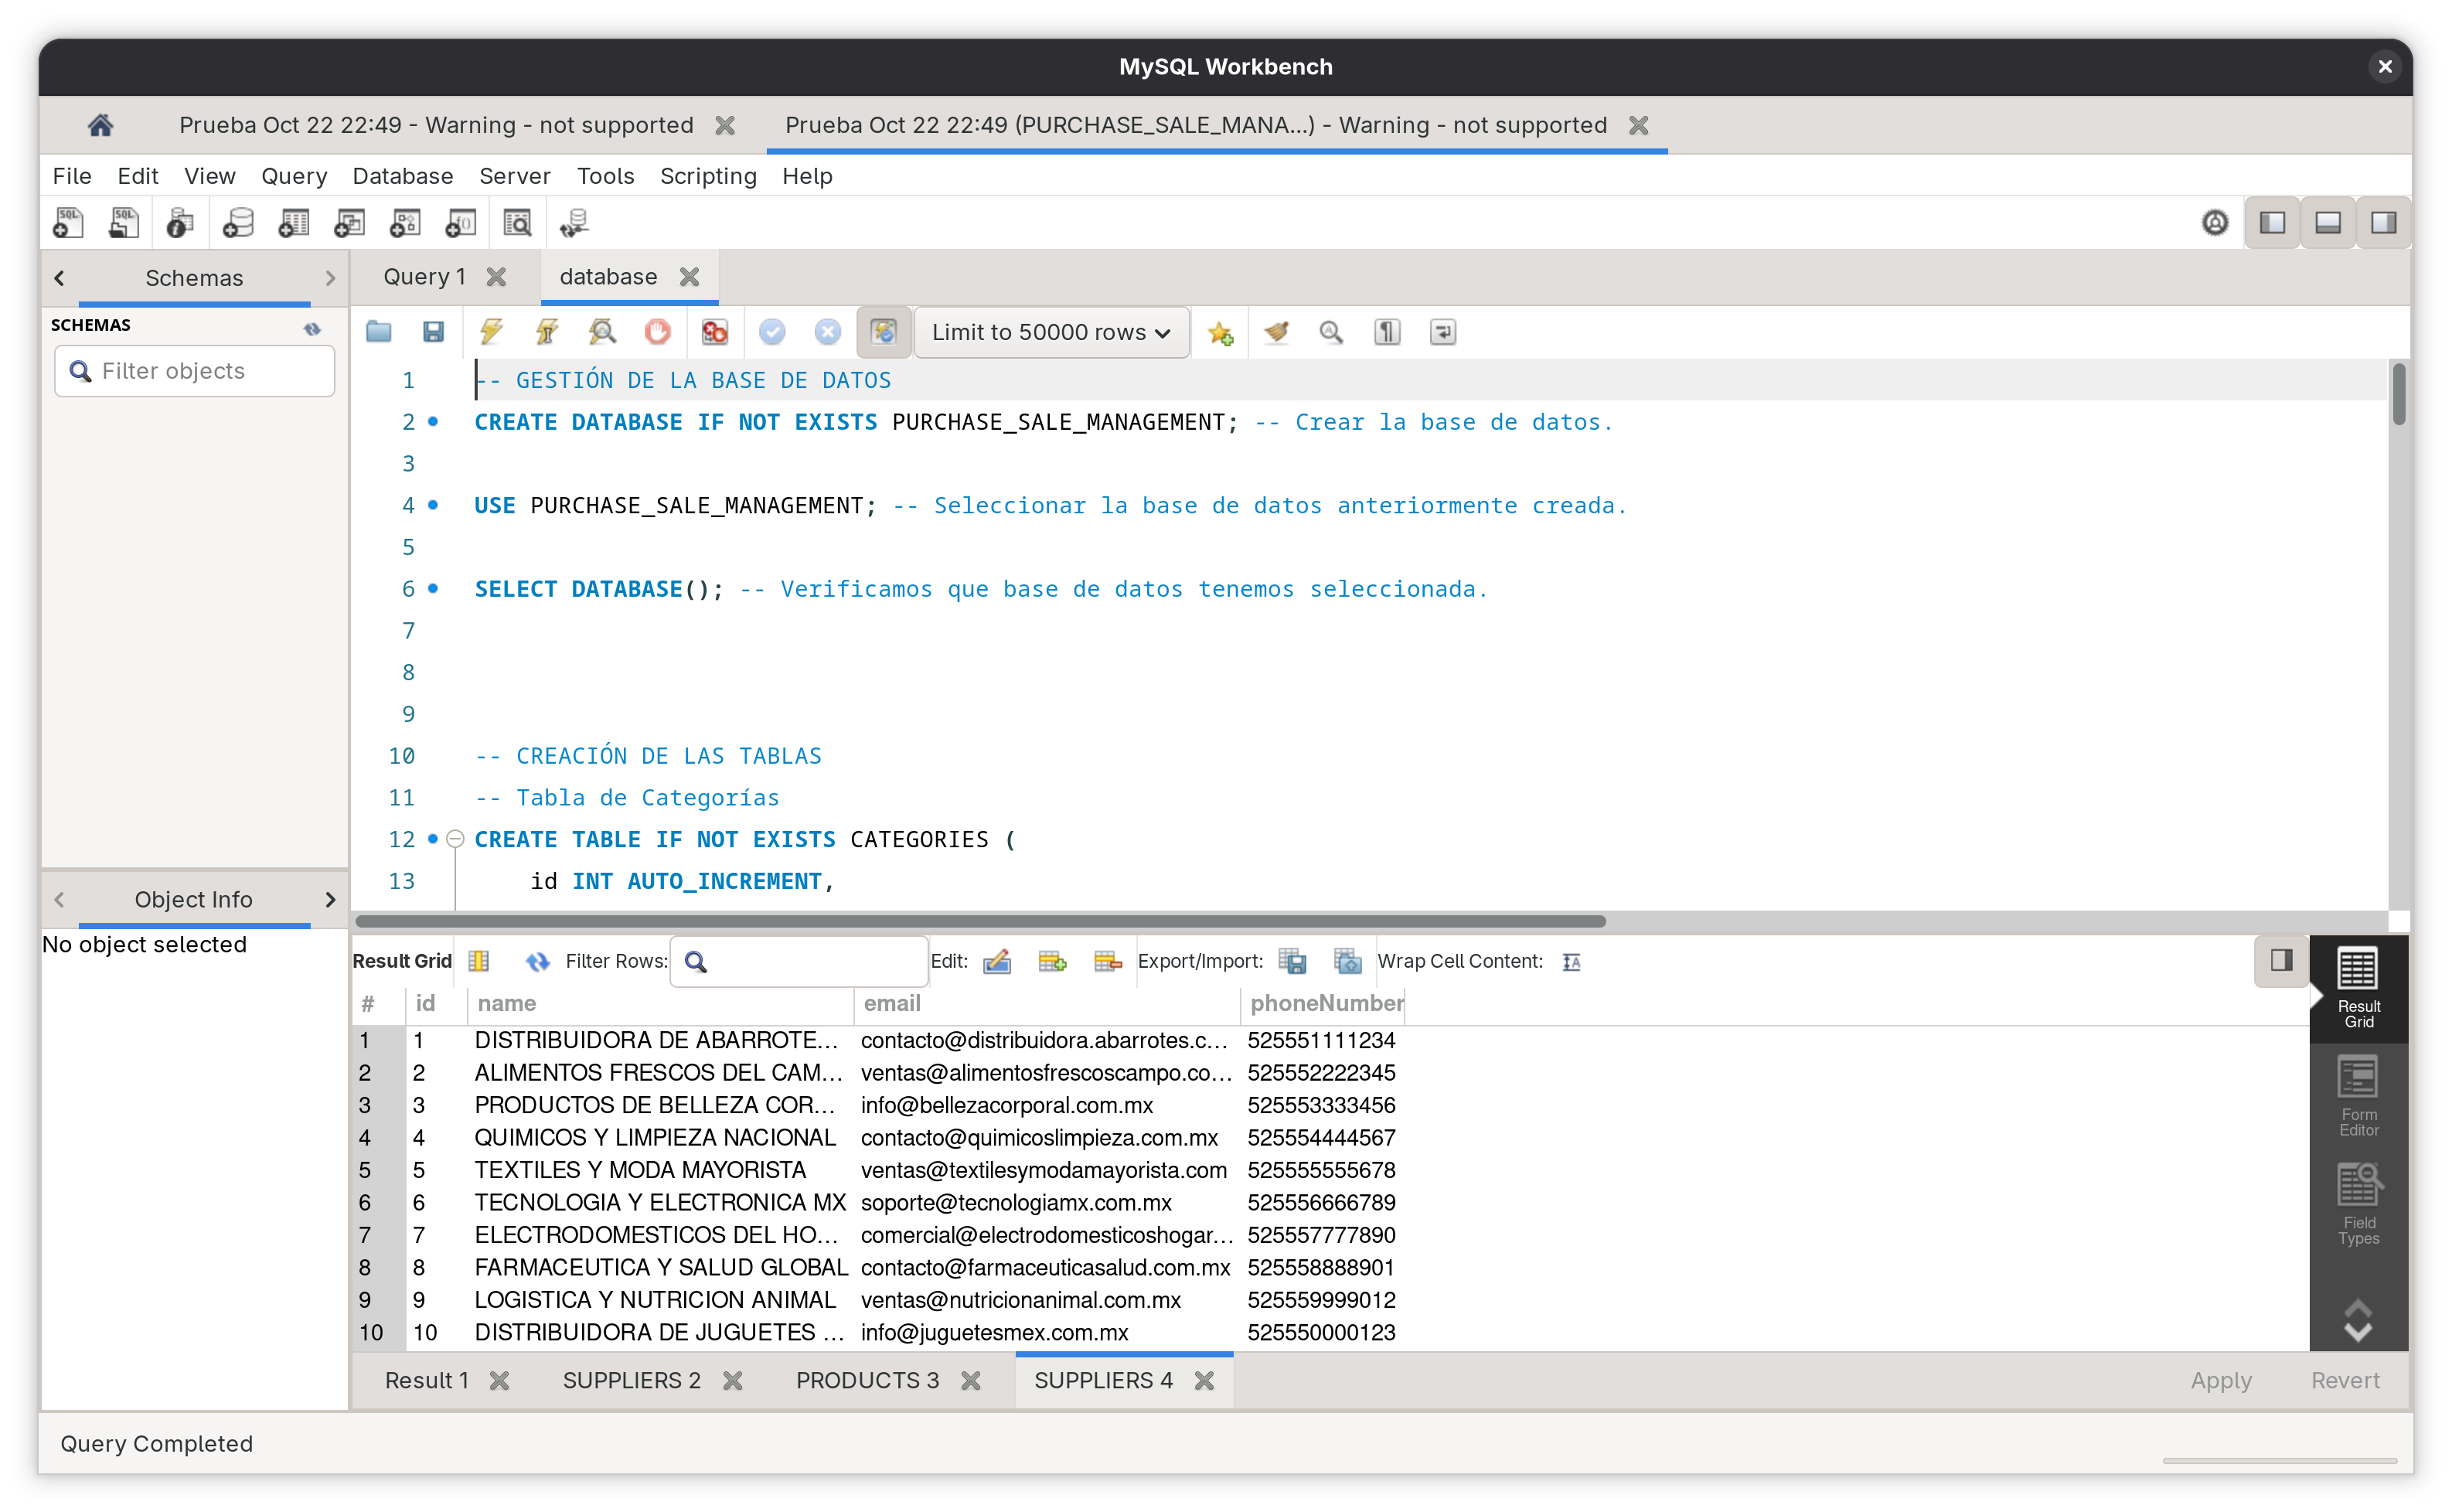 MySQL Workbench
Prueba Oct 22 22:49 - Warning - not supported
Prueba Oct 22 22:49 (PURCHASE_SALE_MANA...) - Warning - not supported
File Edit View Query Database Server Tools Scripting Help
Schemas
SCHEMAS
Filter objects
Object Info
No object selected
Query 1 database
Limit to 50000 rows
1 -- GESTIÓN DE LA BASE DE DATOS
2 CREATE DATABASE IF NOT EXISTS PURCHASE_SALE_MANAGEMENT; -- Crear la base de datos.
3
4 USE PURCHASE_SALE_MANAGEMENT; -- Seleccionar la base de datos anteriormente creada.
5
6 SELECT DATABASE(); -- Verificamos que base de datos tenemos seleccionada.
7
8
9
10 -- CREACIÓN DE LAS TABLAS
11 -- Tabla de Categorías
12 CREATE TABLE IF NOT EXISTS CATEGORIES (
13 id INT AUTO_INCREMENT,
Result Grid Filter Rows: Edit: Export/Import: Wrap Cell Content:
# id name email phoneNumber
1 1 DISTRIBUIDORA DE ABARROTE... contacto@distribuidora.abarrotes.c... 525551111234
2 2 ALIMENTOS FRESCOS DEL CAM... ventas@alimentosfrescoscampo.co... 525552222345
3 3 PRODUCTOS DE BELLEZA COR... info@bellezacorporal.com.mx 525553333456
4 4 QUIMICOS Y LIMPIEZA NACIONAL contacto@quimicoslimpieza.com.mx 525554444567
5 5 TEXTILES Y MODA MAYORISTA ventas@textilesymodamayorista.com 525555555678
6 6 TECNOLOGIA Y ELECTRONICA MX soporte@tecnologiamx.com.mx 525556666789
7 7 ELECTRODOMESTICOS DEL HO... comercial@electrodomesticoshogar... 525557777890
8 8 FARMACEUTICA Y SALUD GLOBAL contacto@farmaceuticasalud.com.mx 525558888901
9 9 LOGISTICA Y NUTRICION ANIMAL ventas@nutricionanimal.com.mx 525559999012
10 10 DISTRIBUIDORA DE JUGUETES ... info@juguetesmex.com.mx 525550000123
Result
Grid
Form
Editor
Field
Types
Result 1 SUPPLIERS 2 PRODUCTS 3 SUPPLIERS 4 Apply Revert
Query Completed